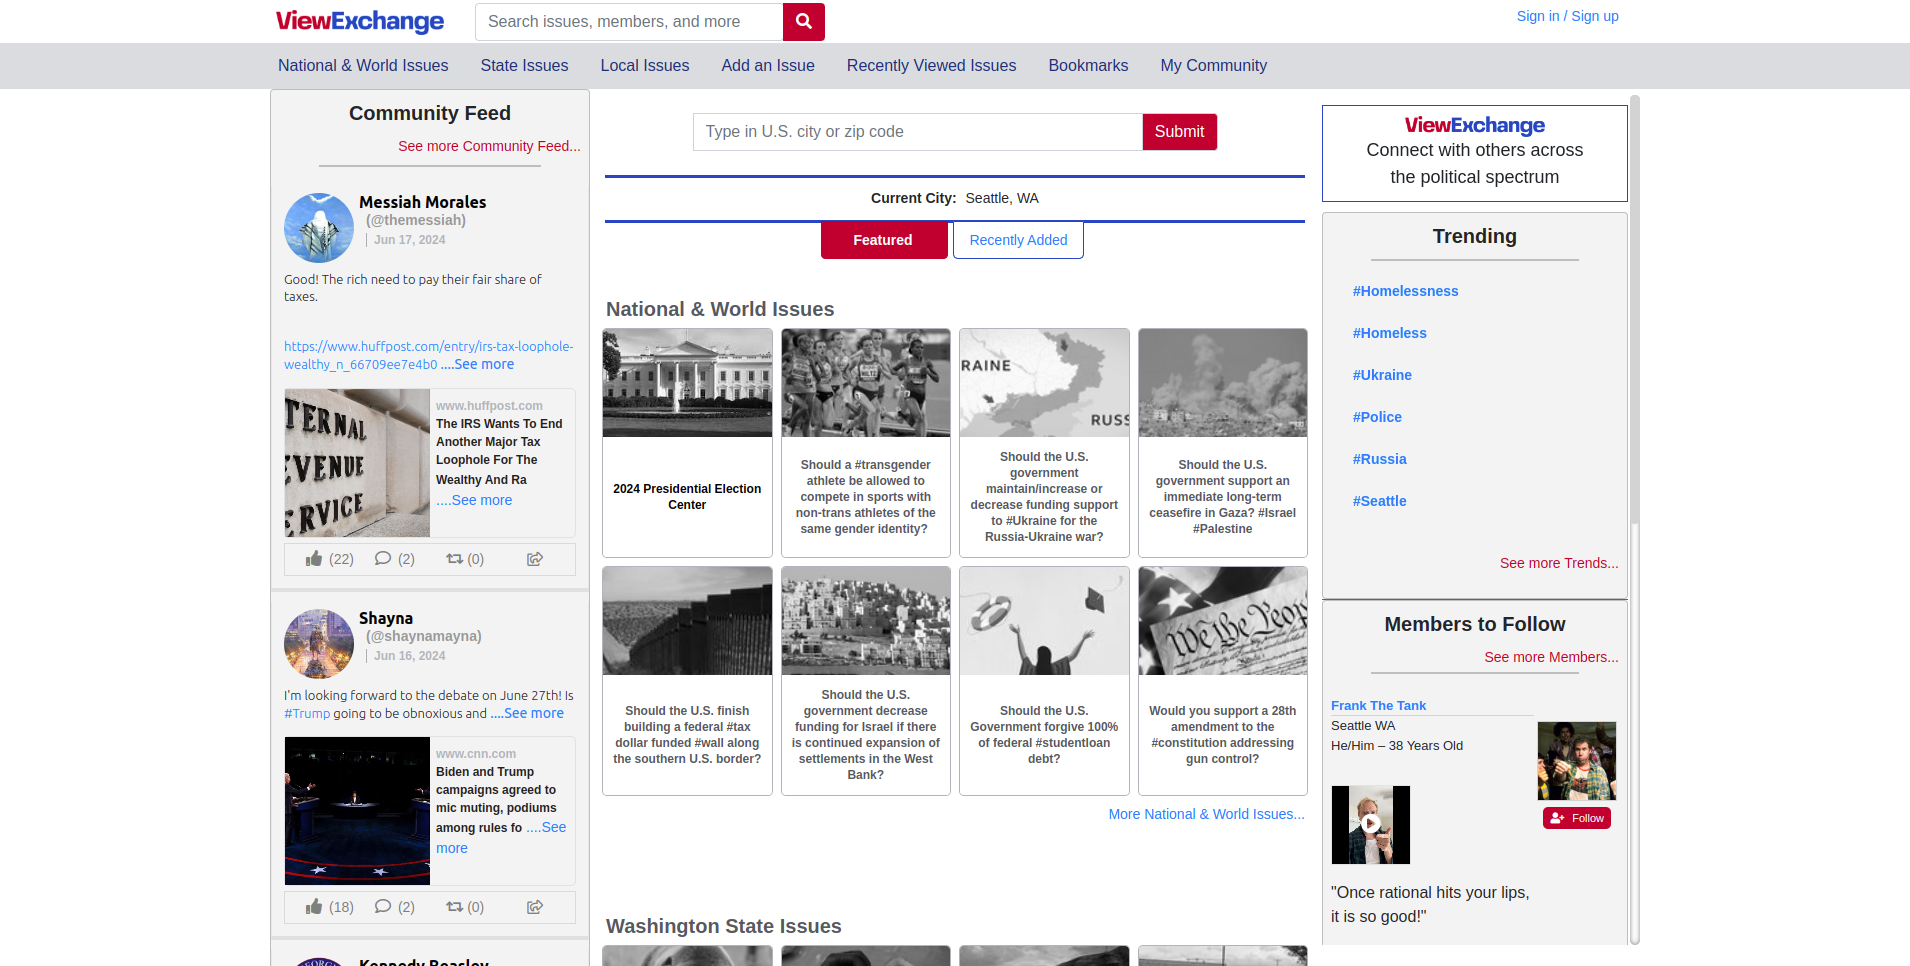 ViewExchange
Search issues, members, and more
Sign in / Sign up
National & World Issues
State Issues
Local Issues
Add an Issue
Recently Viewed Issues
Bookmarks
My Community
Community Feed
See more Community Feed...
Messiah Morales
(@themessiah)
Jun 17, 2024
Good! The rich need to pay their fair share of
taxes.
https://www.huffpost.com/entry/irs-tax-loophole-
wealthy_n_66709ee7e4b0 ....See more
TERNAL
EVENUE
ERVICE
www.huffpost.com
The IRS Wants To End
Another Major Tax
Loophole For The
Wealthy And Ra
....See more
(22)
(2)
(0)
Shayna
(@shaynamayna)
Jun 16, 2024
I'm looking forward to the debate on June 27th! Is
#Trump going to be obnoxious and ....See more
www.cnn.com
Biden and Trump
campaigns agreed to
mic muting, podiums
among rules fo ....See
more
(18)
(2)
(0)
Kennedy Beasley
Type in U.S. city or zip code
Submit
Current City: Seattle, WA
Featured
Recently Added
National & World Issues
2024 Presidential Election
Center
Should a #transgender
athlete be allowed to
compete in sports with
non-trans athletes of the
same gender identity?
RAINE
RUSS
Should the U.S.
government
maintain/increase or
decrease funding support
to #Ukraine for the
Russia-Ukraine war?
Should the U.S.
government support an
immediate long-term
ceasefire in Gaza? #Israel
#Palestine
Should the U.S. finish
building a federal #tax
dollar funded #wall along
the southern U.S. border?
Should the U.S.
government decrease
funding for Israel if there
is continued expansion of
settlements in the West
Bank?
Should the U.S.
Government forgive 100%
of federal #studentloan
debt?
We the Peop
Would you support a 28th
amendment to the
#constitution addressing
gun control?
More National & World Issues...
Washington State Issues
ViewExchange
Connect with others across
the political spectrum
Trending
#Homelessness
#Homeless
#Ukraine
#Police
#Russia
#Seattle
See more Trends...
Members to Follow
See more Members...
Frank The Tank
Seattle WA
He/Him – 38 Years Old
Follow
"Once rational hits your lips,
it is so good!"